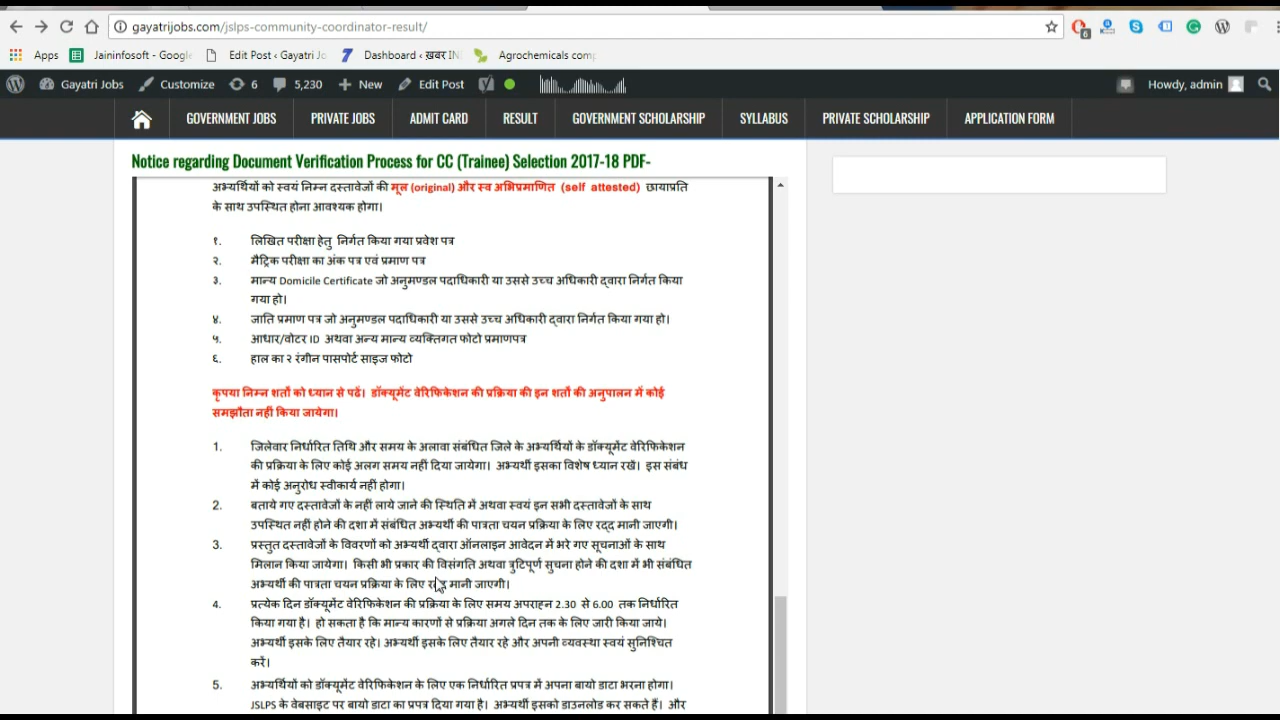 gayatrijobs.com/jslps-community-coordinator-result/
6
Apps Jaininfosoft - Googl Edit Post ‹ Gayatri Jo Dashboard ‹ ख़बर IN Agrochemicals com
Gayatri Jobs Customize 6 5,230 New Edit Post Howdy, admin
GOVERNMENT JOBS PRIVATE JOBS ADMIT CARD RESULT GOVERNMENT SCHOLARSHIP SYLLABUS PRIVATE SCHOLARSHIP APPLICATION FORM
Notice regarding Document Verification Process for CC (Trainee) Selection 2017-18 PDF-
अभ्यर्थियों को स्वयं निम्न दस्तावेजों की मूल (original) और स्व अभिप्रमाणित (self attested) छायाप्रति
के साथ उपस्थित होना आवश्यक होगा।
१. लिखित परीक्षा हेतु निर्गत किया गया प्रवेश पत्र
२. मैट्रिक परीक्षा का अंक पत्र एवं प्रमाण पत्र
३. मान्य Domicile Certificate जो अनुमण्डल पदाधिकारी या उससे उच्च अधिकारी द्वारा निर्गत किया
गया हो।
४. जाति प्रमाण पत्र जो अनुमण्डल पदाधिकारी या उससे उच्च अधिकारी द्वारा निर्गत किया गया हो।
५. आधार/वोटर ID अथवा अन्य मान्य व्यक्तिगत फोटो प्रमाणपत्र
६. हाल का २ रंगीन पासपोर्ट साइज फोटो
कृपया निम्न शर्तों को ध्यान से पढें। डॉक्यूमेंट वेरिफिकेशन की प्रक्रिया की इन शर्तों की अनुपालन में कोई
समझौता नहीं किया जायेगा।
1. जिलेवार निर्धारित तिथि और समय के अलावा संबंधित जिले के अभ्यर्थियों के डॉक्यूमेंट वेरिफिकेशन
की प्रक्रिया के लिए कोई अलग समय नहीं दिया जायेगा। अभ्यर्थी इसका विशेष ध्यान रखें। इस संबंध
में कोई अनुरोध स्वीकार्य नहीं होगा।
2. बताये गए दस्तावेजों के नहीं लाये जाने की स्थिति में अथवा स्वयं इन सभी दस्तावेजों के साथ
उपस्थित नहीं होने की दशा में संबंधित अभ्यर्थी की पात्रता चयन प्रक्रिया के लिए रद्द मानी जाएगी।
3. प्रस्तुत दस्तावेजों के विवरणों को अभ्यर्थी द्वारा ऑनलाइन आवेदन में भरे गए सूचनाओं के साथ
मिलान किया जायेगा। किसी भी प्रकार की विसंगति अथवा त्रुटिपूर्ण सुचना होने की दशा में भी संबंधित
अभ्यर्थी की पात्रता चयन प्रक्रिया के लिए रद्द मानी जाएगी।
4. प्रत्येक दिन डॉक्यूमेंट वेरिफिकेशन की प्रक्रिया के लिए समय अपराह्न 2.30 से 6.00 तक निर्धारित
किया गया है। हो सकता है कि मान्य कारणों से प्रक्रिया अगले दिन तक के लिए जारी किया जाये।
अभ्यर्थी इसके लिए तैयार रहे। अभ्यर्थी इसके लिए तैयार रहे और अपनी व्यवस्था स्वयं सुनिश्चित
करें।
5. अभ्यर्थियों को डॉक्यूमेंट वेरिफिकेशन के लिए एक निर्धारित प्रपत्र में अपना बायो डाटा भरना होगा।
JSLPS के वेबसाइट पर बायो डाटा का प्रपत्र दिया गया है। अभ्यर्थी इसको डाउनलोड कर सकते हैं। और